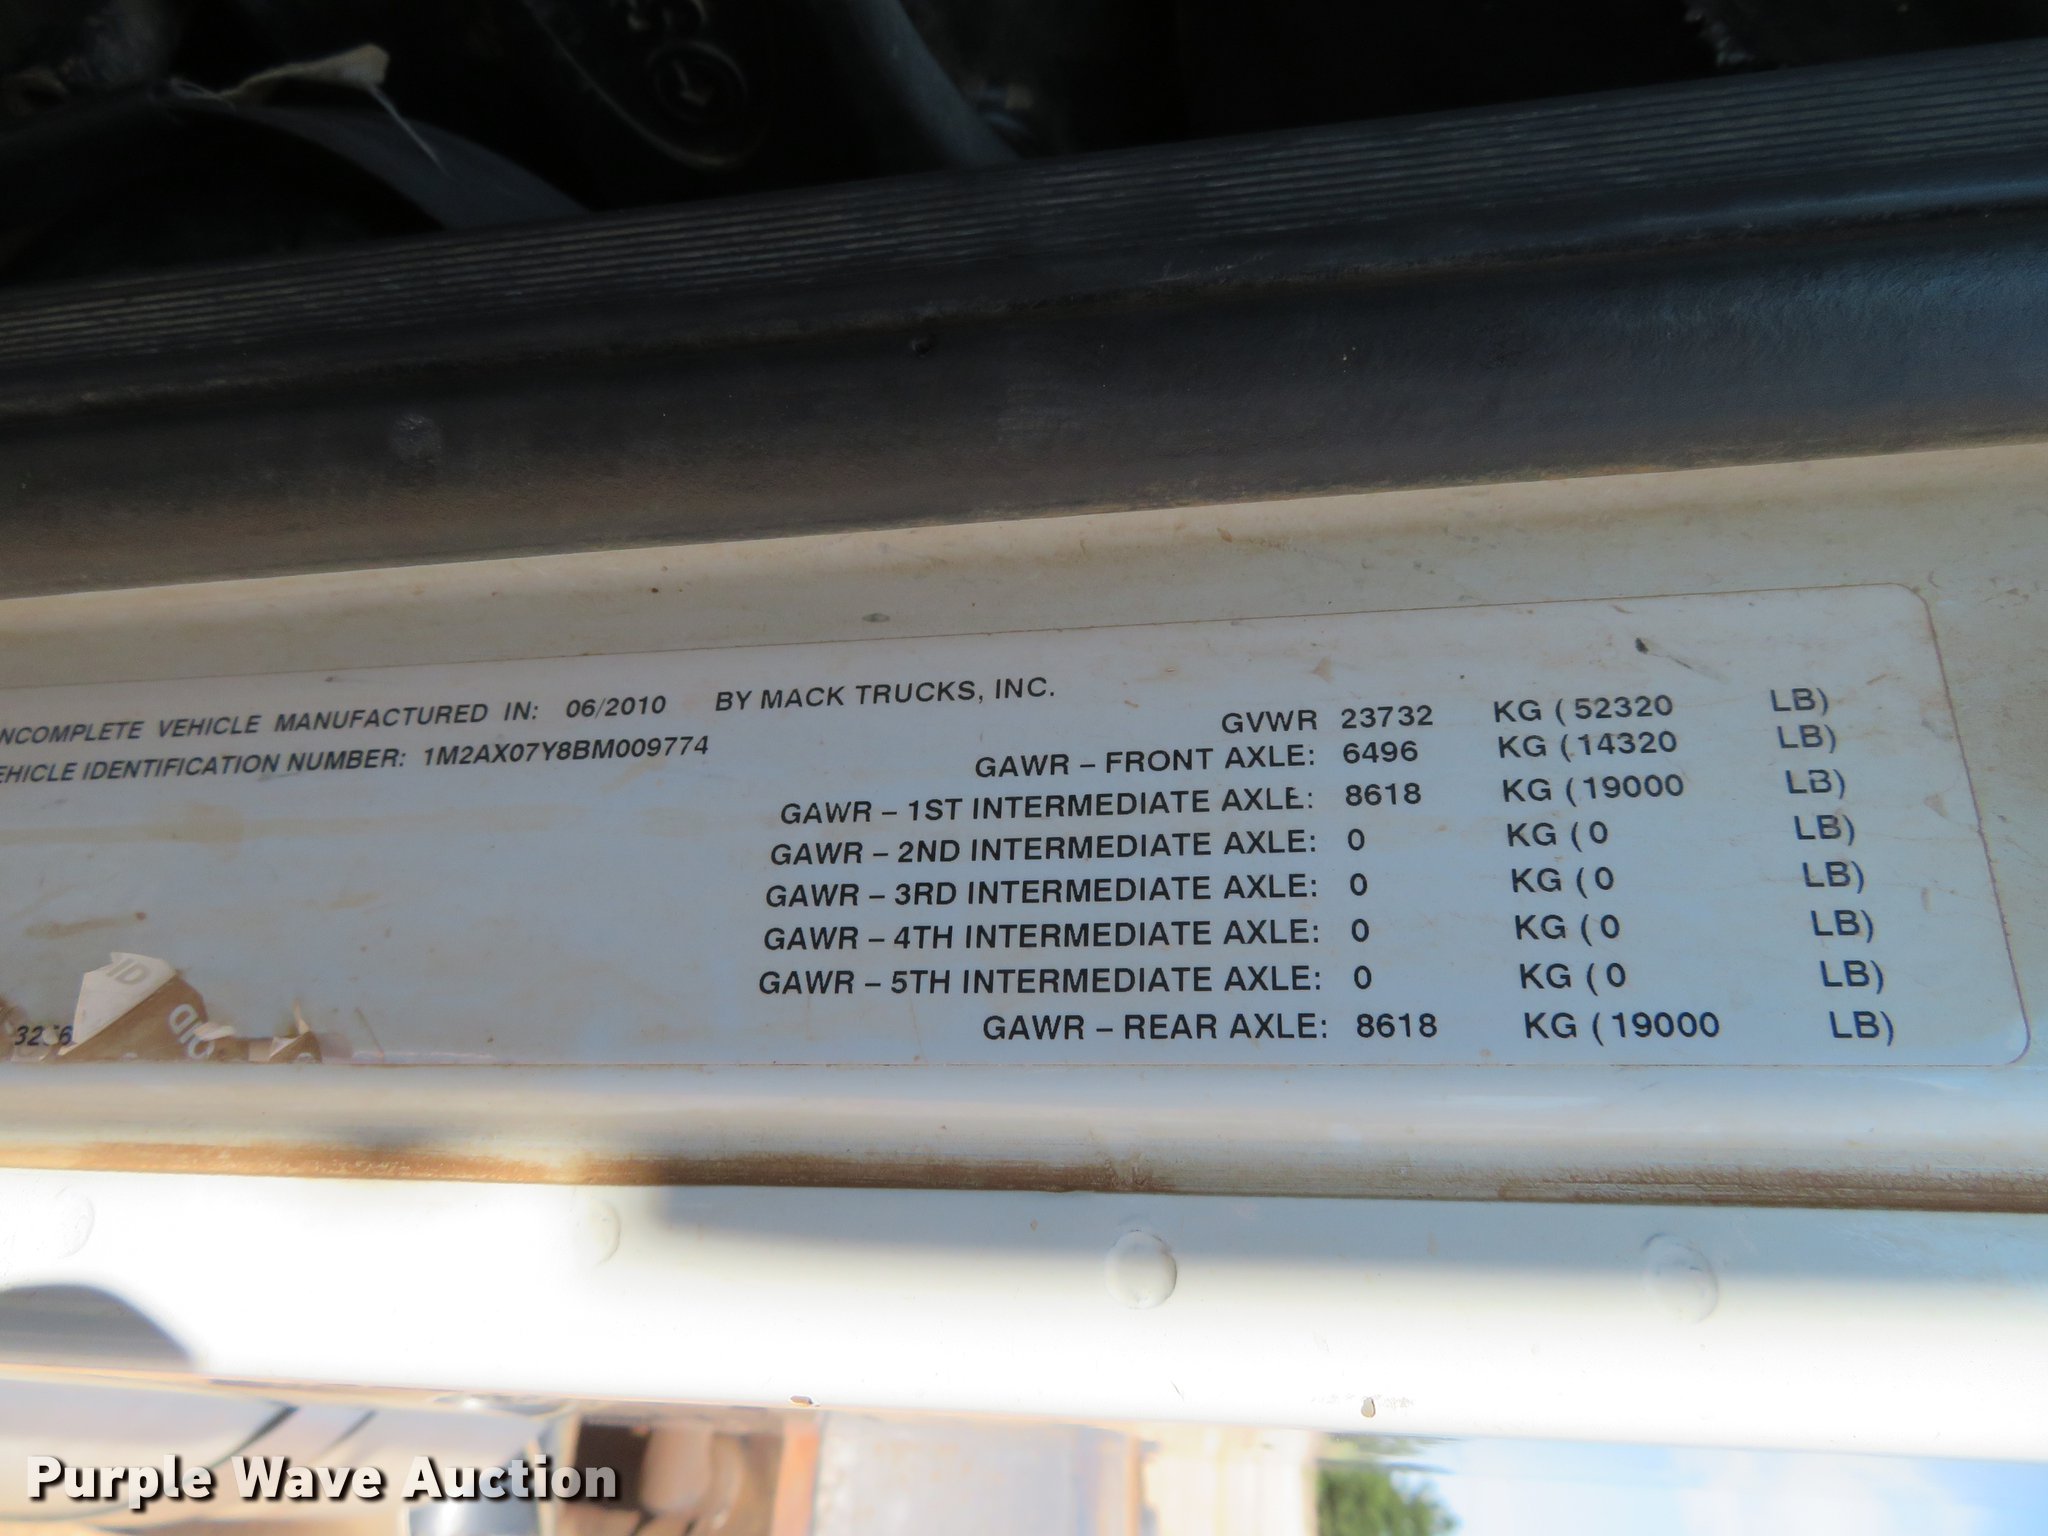 NCOMPLETE VEHICLE MANUFACTURED IN: 06/2010 BY MACK TRUCKS, INC.
EHICLE IDENTIFICATION NUMBER: 1M2AX07Y8BM009774
GVWR 23732 KG (52320 LB)
GAWR – FRONT AXLE: 6496 KG (14320 LB)
GAWR – 1ST INTERMEDIATE AXLE: 8618 KG (19000 LB)
GAWR – 2ND INTERMEDIATE AXLE: 0 KG (0 LB)
GAWR – 3RD INTERMEDIATE AXLE: 0 KG (0 LB)
GAWR – 4TH INTERMEDIATE AXLE: 0 KG (0 LB)
GAWR – 5TH INTERMEDIATE AXLE: 0 KG (0 LB)
GAWR – REAR AXLE: 8618 KG (19000 LB)
Purple Wave Auction